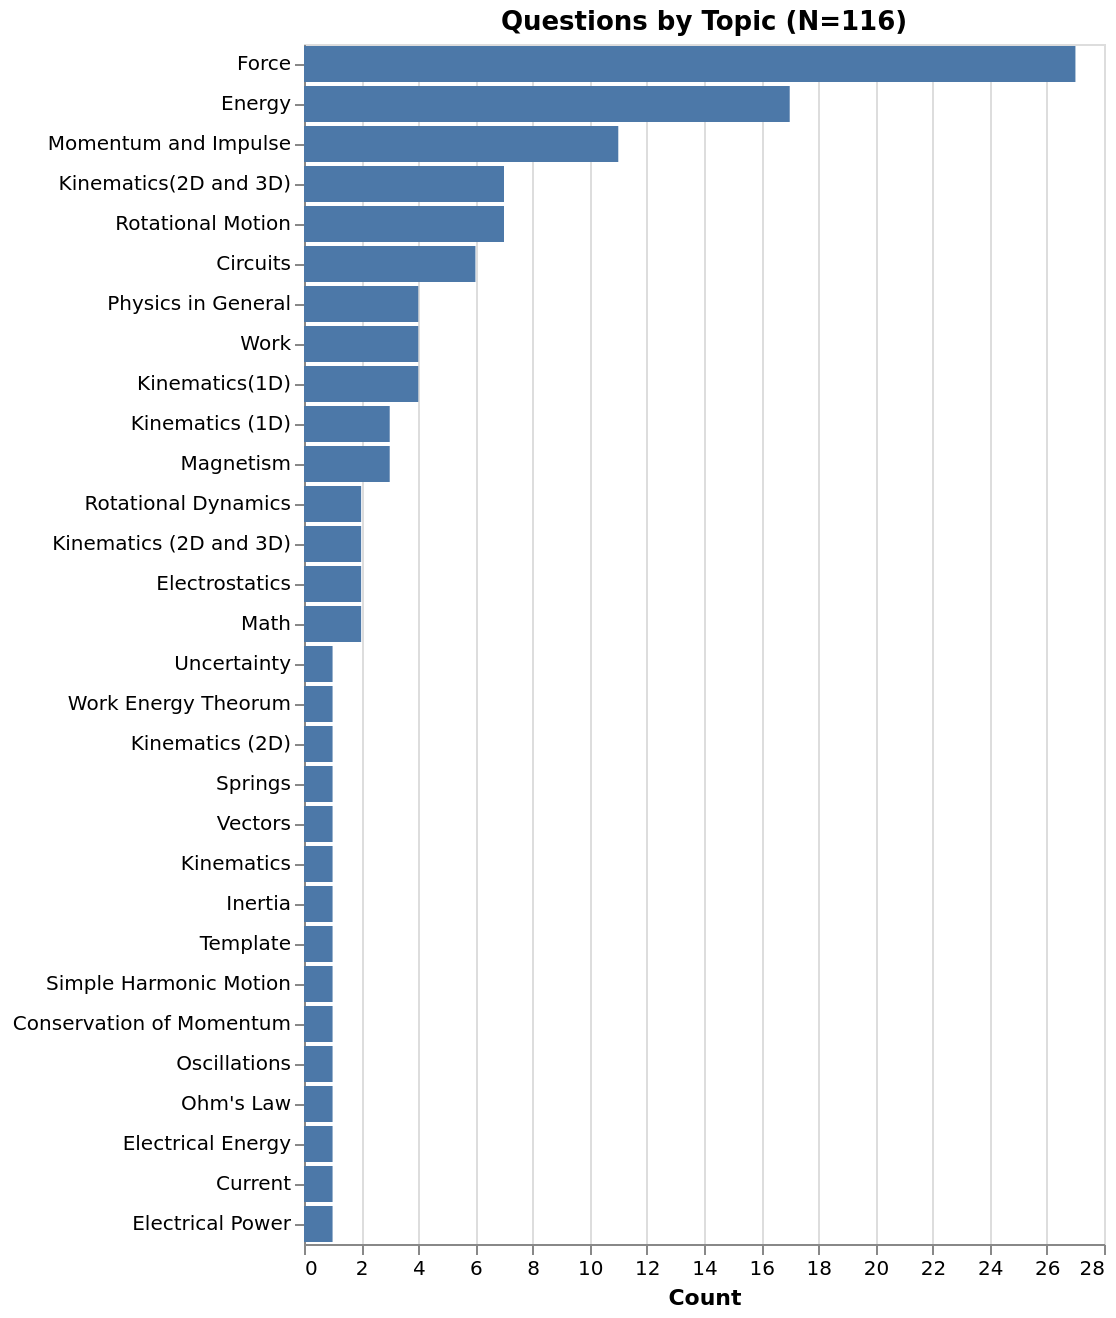 Questions by Topic (N=116)
Force
Energy
Momentum and Impulse
Kinematics(2D and 3D)
Rotational Motion
Circuits
Physics in General
Work
Kinematics(1D)
Kinematics (1D)
Magnetism
Rotational Dynamics
Kinematics (2D and 3D)
Electrostatics
Math
Uncertainty
Work Energy Theorum
Kinematics (2D)
Springs
Vectors
Kinematics
Inertia
Template
Simple Harmonic Motion
Conservation of Momentum
Oscillations
Ohm's Law
Electrical Energy
Current
Electrical Power
0 2 4 6 8 10 12 14 16 18 20 22 24 26 28
Count